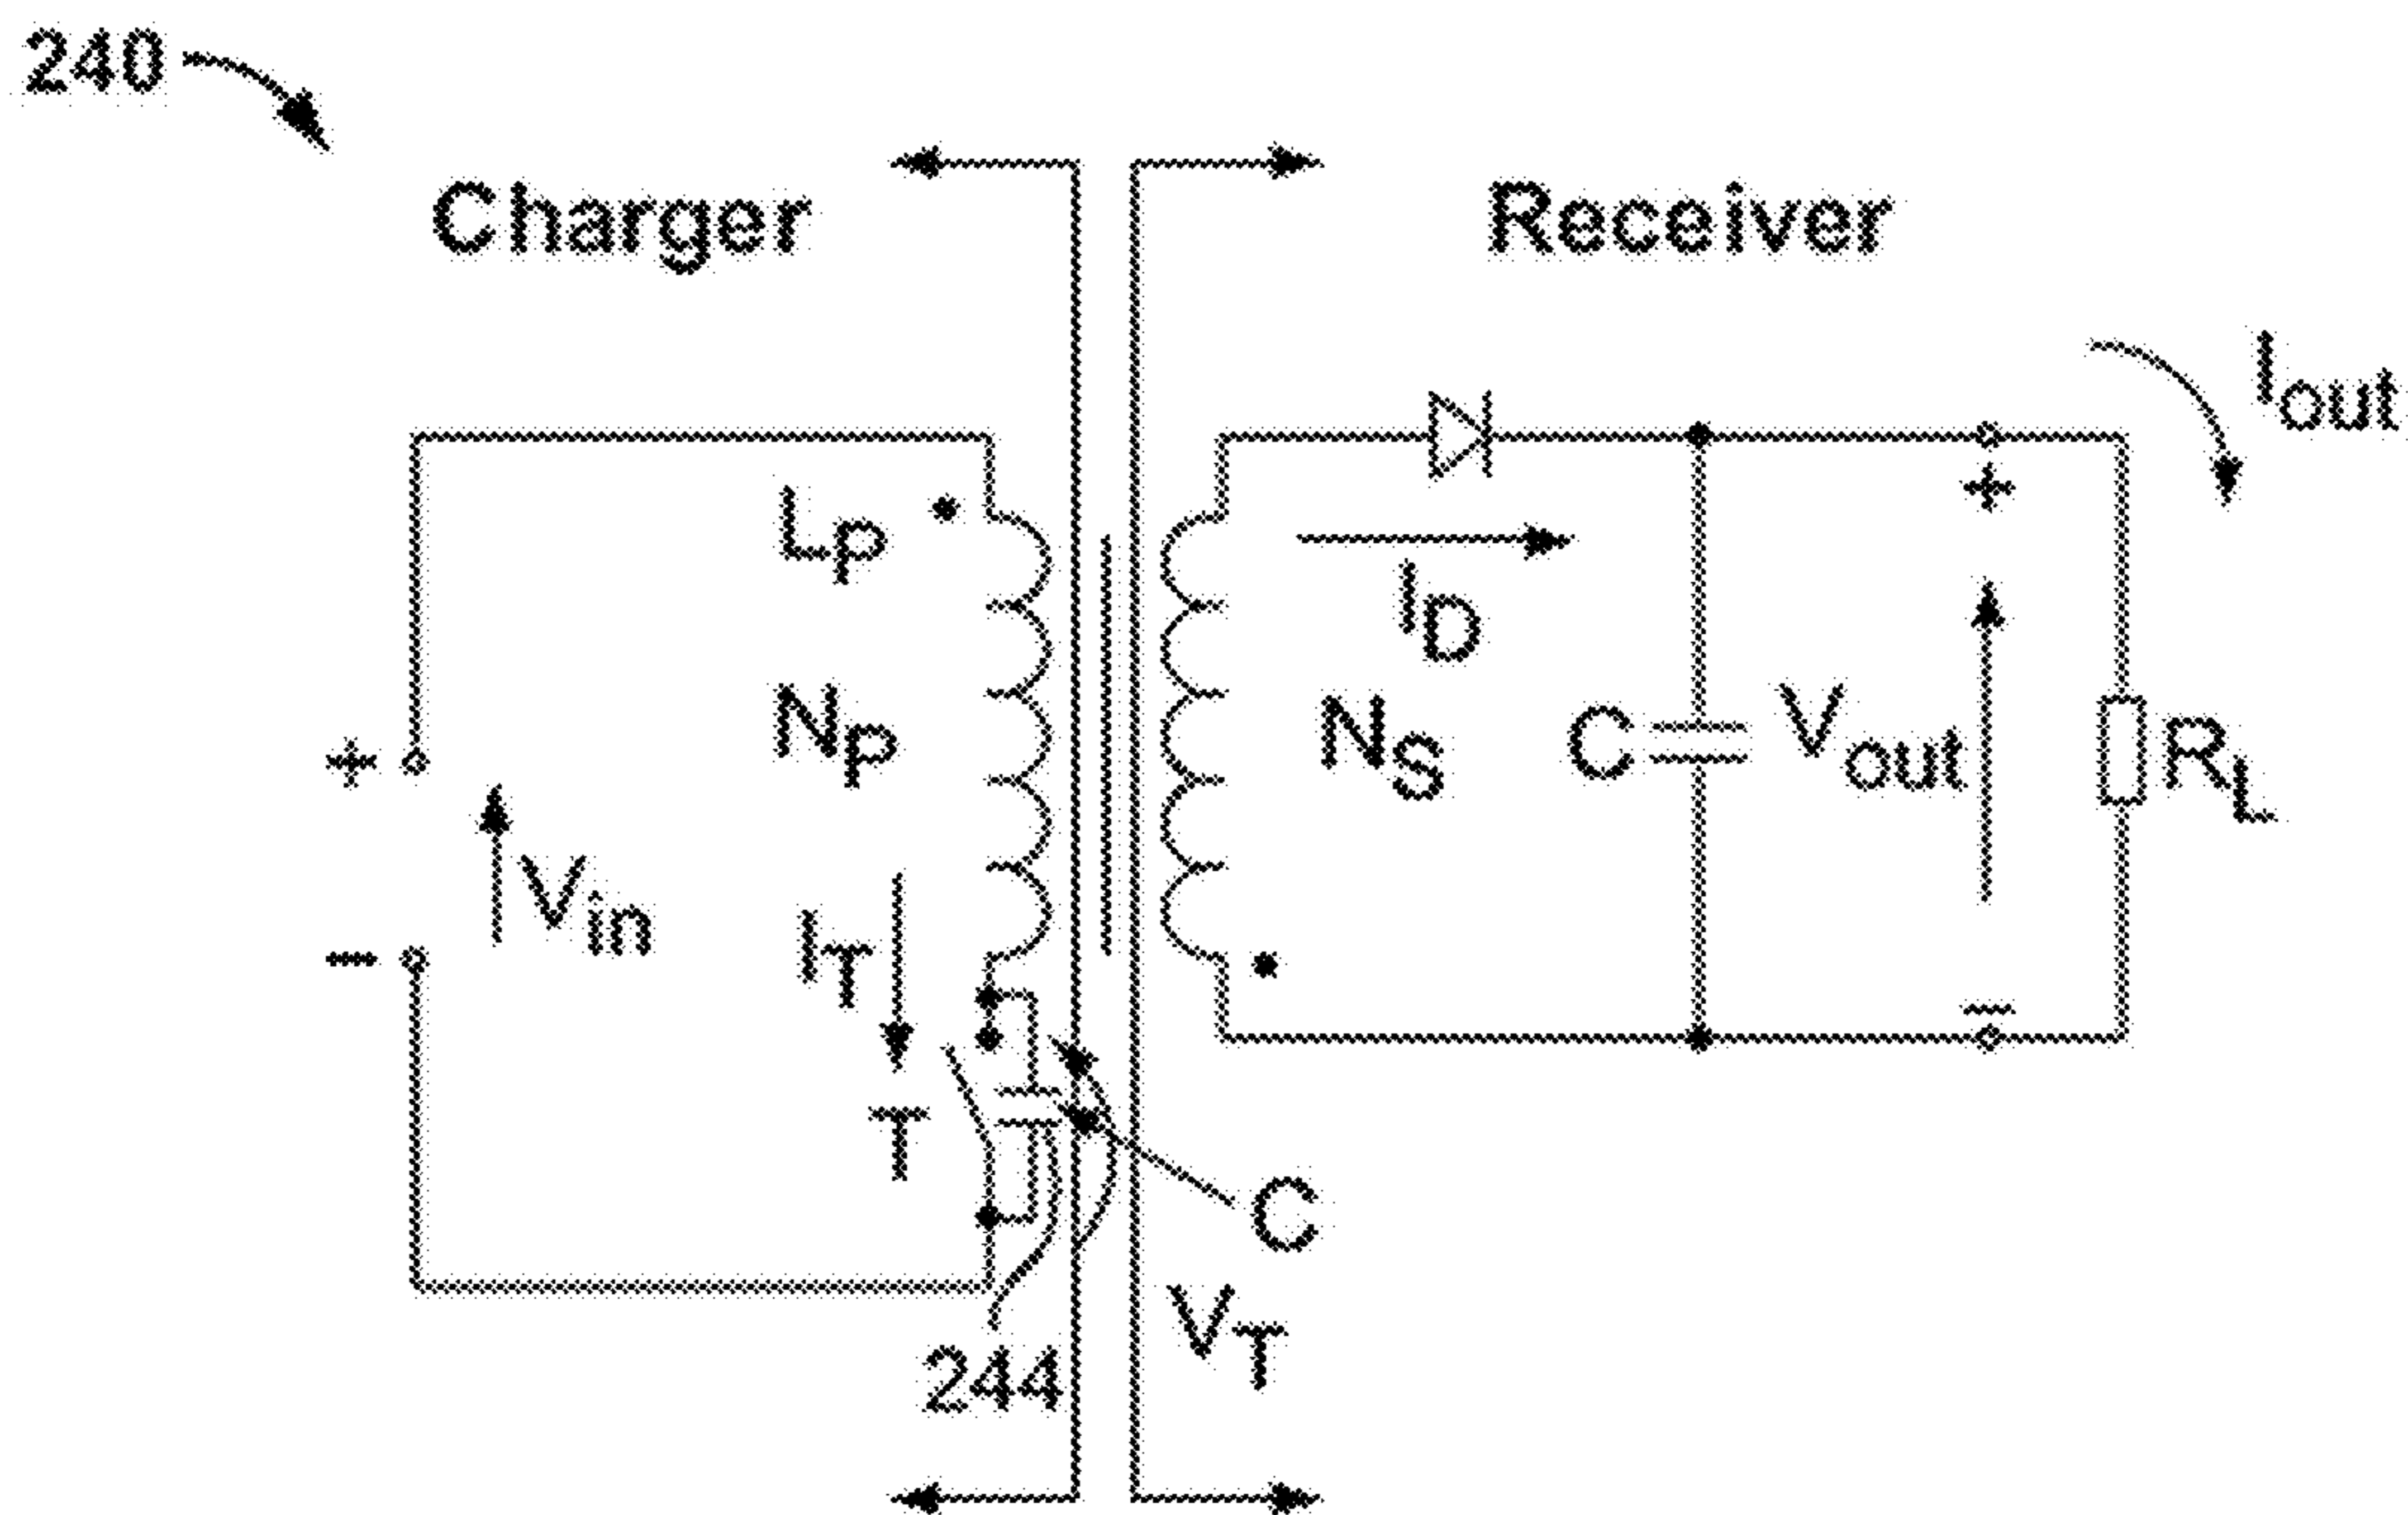 240
Charger
Receiver
Iout
LP
ID
NP
NS
C
Vout
RL
+
+
Vin
IT
−
−
T
C
VT
244